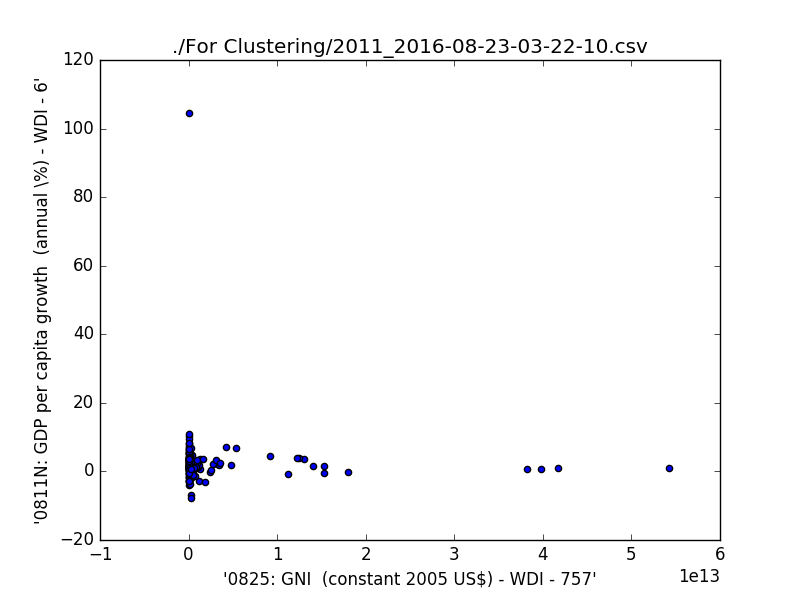 ./For Clustering/2011_2016-08-23-03-22-10.csv
120
100
80
60
40
20
0
−20
'0811N: GDP per capita growth  (annual \%) - WDI - 6'
−1 0 1 2 3 4 5 6
1e13
'0825: GNI  (constant 2005 US$) - WDI - 757'